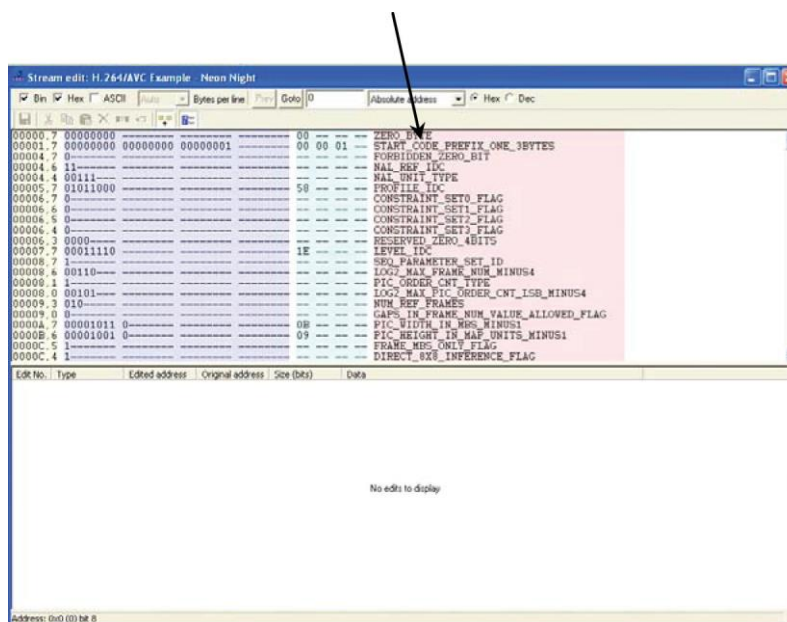 Stream edit: H.264/AVC Example - Neon Night
Bin Hex ASCII Auto Bytes per line Prev Goto 0 Absolute address Hex Dec
00000.7 00000000 -------- -------- -------- 00 -- -- -- ZERO_BYTE
00001.7 00000000 00000000 00000001 -------- 00 00 01 -- START_CODE_PREFIX_ONE_3BYTES
00004.7 0------- -------- -------- -------- -- -- -- -- FORBIDDEN_ZERO_BIT
00004.6 11------ -------- -------- -------- -- -- -- -- NAL_REF_IDC
00004.4 00111--- -------- -------- -------- -- -- -- -- NAL_UNIT_TYPE
00005.7 01011000 -------- -------- -------- 58 -- -- -- PROFILE_IDC
00006.7 0------- -------- -------- -------- -- -- -- -- CONSTRAINT_SET0_FLAG
00006.6 0------- -------- -------- -------- -- -- -- -- CONSTRAINT_SET1_FLAG
00006.5 0------- -------- -------- -------- -- -- -- -- CONSTRAINT_SET2_FLAG
00006.4 0------- -------- -------- -------- -- -- -- -- CONSTRAINT_SET3_FLAG
00006.3 0000---- -------- -------- -------- -- -- -- -- RESERVED_ZERO_4BITS
00007.7 00011110 -------- -------- -------- 1E -- -- -- LEVEL_IDC
00008.7 1------- -------- -------- -------- -- -- -- -- SEQ_PARAMETER_SET_ID
00008.6 00110--- -------- -------- -------- -- -- -- -- LOG2_MAX_FRAME_NUM_MINUS4
00008.1 1------- -------- -------- -------- -- -- -- -- PIC_ORDER_CNT_TYPE
00008.0 00101--- -------- -------- -------- -- -- -- -- LOG2_MAX_PIC_ORDER_CNT_LSB_MINUS4
00009.3 010----- -------- -------- -------- -- -- -- -- NUM_REF_FRAMES
00009.0 0------- -------- -------- -------- -- -- -- -- GAPS_IN_FRAME_NUM_VALUE_ALLOWED_FLAG
0000A.7 00001011 0------- -------- -------- 0B -- -- -- PIC_WIDTH_IN_MBS_MINUS1
0000B.6 00001001 0------- -------- -------- 09 -- -- -- PIC_HEIGHT_IN_MAP_UNITS_MINUS1
0000C.5 1------- -------- -------- -------- -- -- -- -- FRAME_MBS_ONLY_FLAG
0000C.4 1------- -------- -------- -------- -- -- -- -- DIRECT_8X8_INFERENCE_FLAG
Edit No. Type Edited address Original address Size (bits) Data
No edits to display
Address: 0x0 (0) bit 8